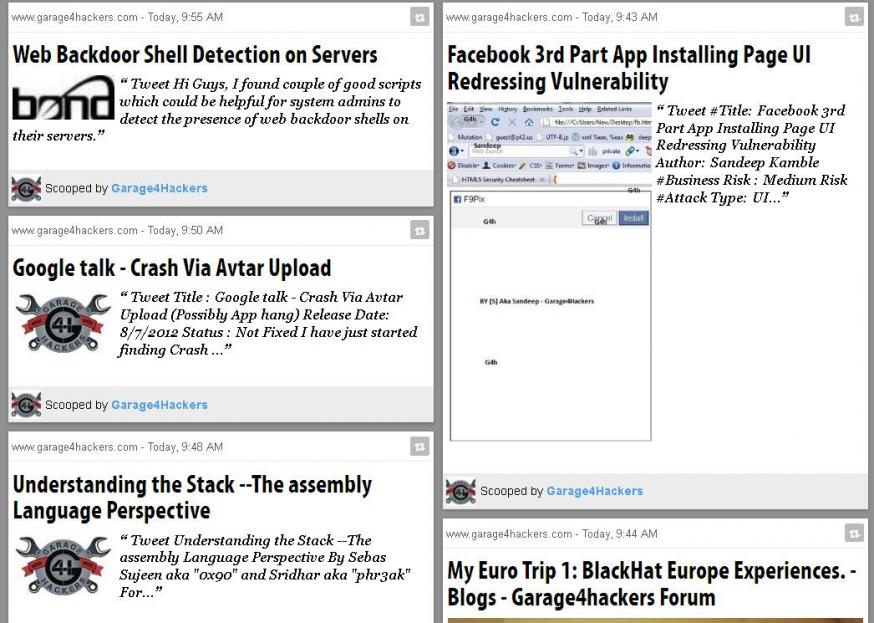 www.garage4hackers.com - Today, 9:55 AM
Web Backdoor Shell Detection on Servers
bond
“ Tweet Hi Guys, I found couple of good scripts
which could be helpful for system admins to
detect the presence of web backdoor shells on
their servers.”
Scooped by Garage4Hackers
www.garage4hackers.com - Today, 9:50 AM
Google talk - Crash Via Avtar Upload
GARAGE
G4H
HACKERS
“ Tweet Title : Google talk - Crash Via Avtar
Upload (Possibly App hang) Release Date:
8/7/2012 Status : Not Fixed I have just started
finding Crash ...”
Scooped by Garage4Hackers
www.garage4hackers.com - Today, 9:48 AM
Understanding the Stack --The assembly
Language Perspective
GARAGE
G4H
HACKERS
“ Tweet Understanding the Stack --The
assembly Language Perspective By Sebas
Sujeen aka "0x90" and Sridhar aka "phr3ak"
For...”
www.garage4hackers.com - Today, 9:43 AM
Facebook 3rd Part App Installing Page UI
Redressing Vulnerability
File Edit View History Bookmarks Tools Help Related Links
G4h
file:///C:/Users/New/Desktop/fb.htm
Mutation guest@pl42.us UTF-8.jp xss! %sex, %ex deep
Sandeep
Web Search
private
Disable Cookies CSS Forms Images Informatio
HTML5 Security Cheatsheet
G4h
F9Pix
G4h
Cancel G4h Install
BY [S] Aka Sandeep - Garage4Hackers
G4h
“ Tweet #Title: Facebook 3rd
Part App Installing Page UI
Redressing Vulnerability
Author: Sandeep Kamble
#Business Risk : Medium Risk
#Attack Type: UI...”
Scooped by Garage4Hackers
www.garage4hackers.com - Today, 9:44 AM
My Euro Trip 1: BlackHat Europe Experiences. -
Blogs - Garage4hackers Forum